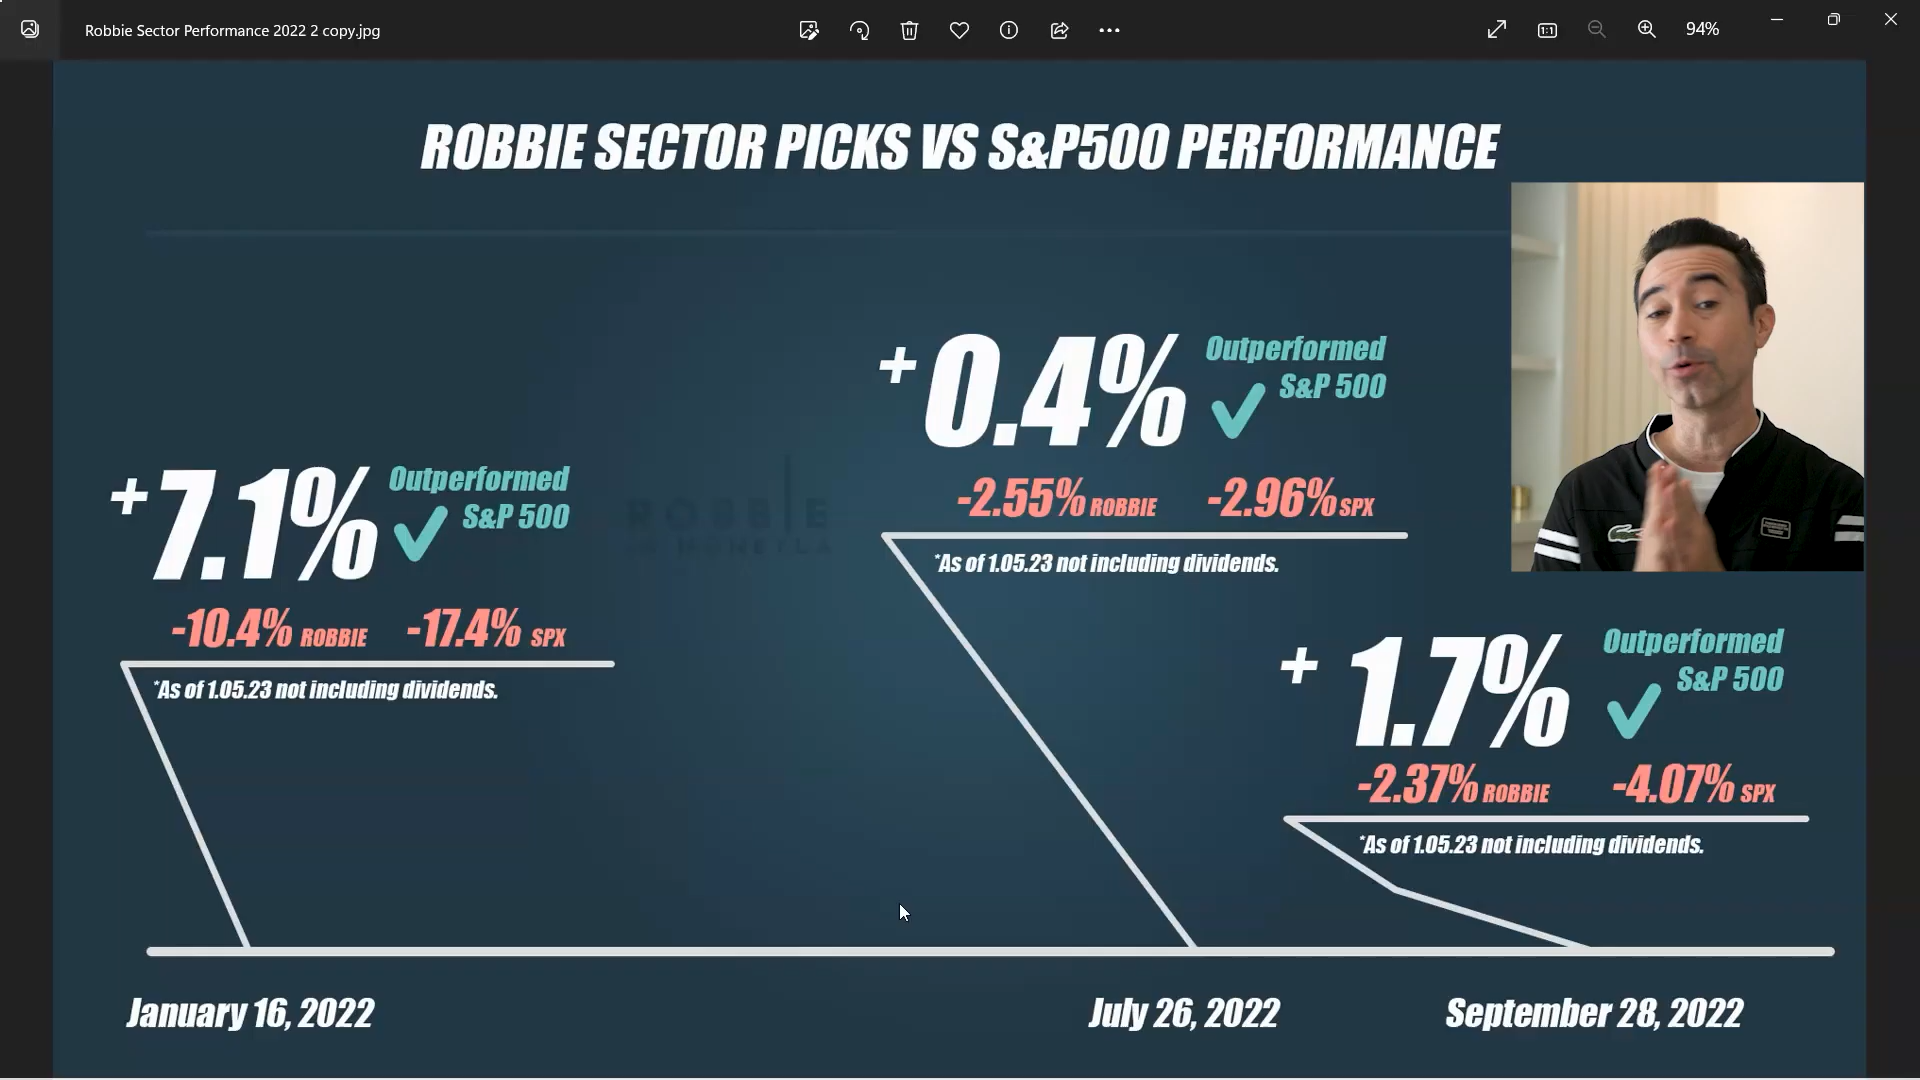 Robbie Sector Performance 2022 2 copy.jpg
94%
ROBBIE SECTOR PICKS VS S&P500 PERFORMANCE
+0.4%
Outperformed
S&P 500
-2.55% ROBBIE -2.96% SPX
*As of 1.05.23 not including dividends.
+7.1%
Outperformed
S&P 500
-10.4% ROBBIE -17.4% SPX
*As of 1.05.23 not including dividends.
+ 1.7%
Outperformed
S&P 500
-2.37% ROBBIE -4.07% SPX
*As of 1.05.23 not including dividends.
ROBBIE
January 16, 2022
July 26, 2022
September 28, 2022